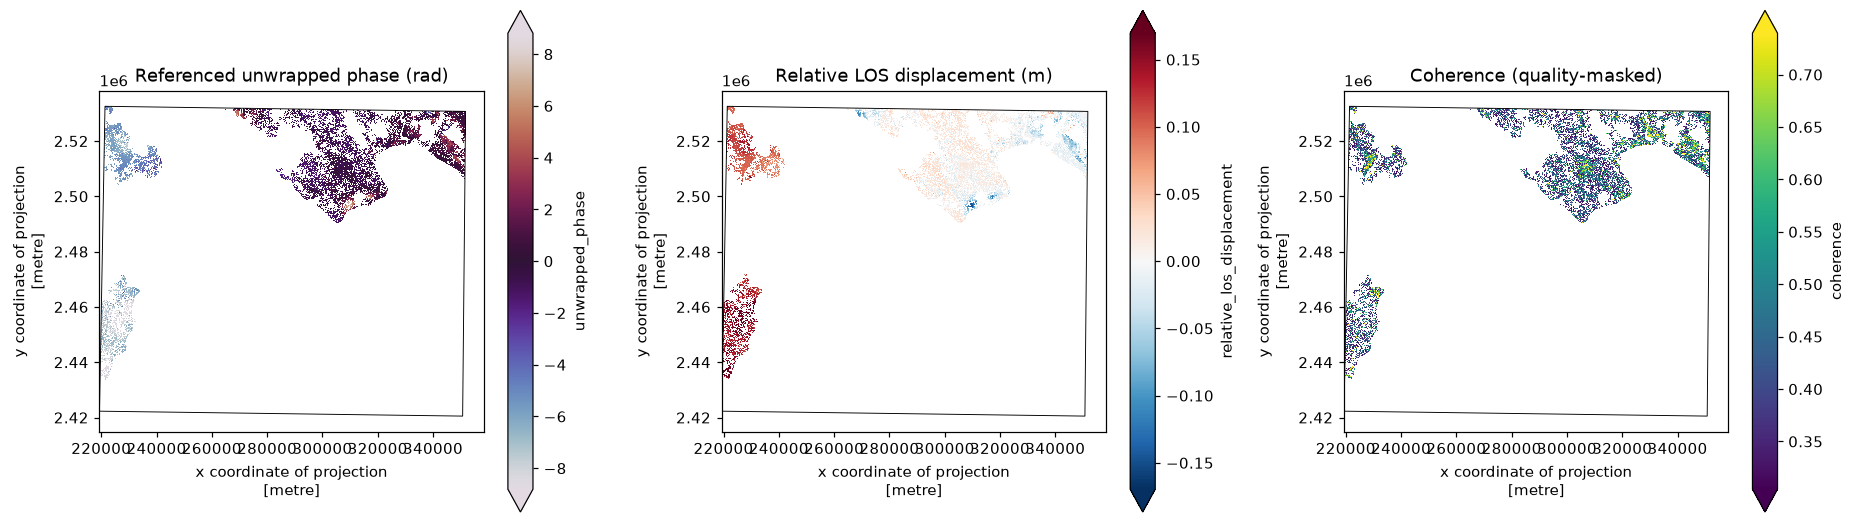 Referenced unwrapped phase (rad)
1e6
2.52
2.50
2.48
2.46
2.44
2.42
220000 240000 260000 280000 300000 320000 340000
x coordinate of projection
[metre]
y coordinate of projection
[metre]
8
6
4
2
0
−2
−4
−6
−8
unwrapped_phase
Relative LOS displacement (m)
1e6
2.52
2.50
2.48
2.46
2.44
2.42
220000 240000 260000 280000 300000 320000 340000
x coordinate of projection
[metre]
y coordinate of projection
[metre]
0.15
0.10
0.05
0.00
−0.05
−0.10
−0.15
relative_los_displacement
Coherence (quality-masked)
1e6
2.52
2.50
2.48
2.46
2.44
2.42
220000 240000 260000 280000 300000 320000 340000
x coordinate of projection
[metre]
y coordinate of projection
[metre]
0.70
0.65
0.60
0.55
0.50
0.45
0.40
0.35
coherence